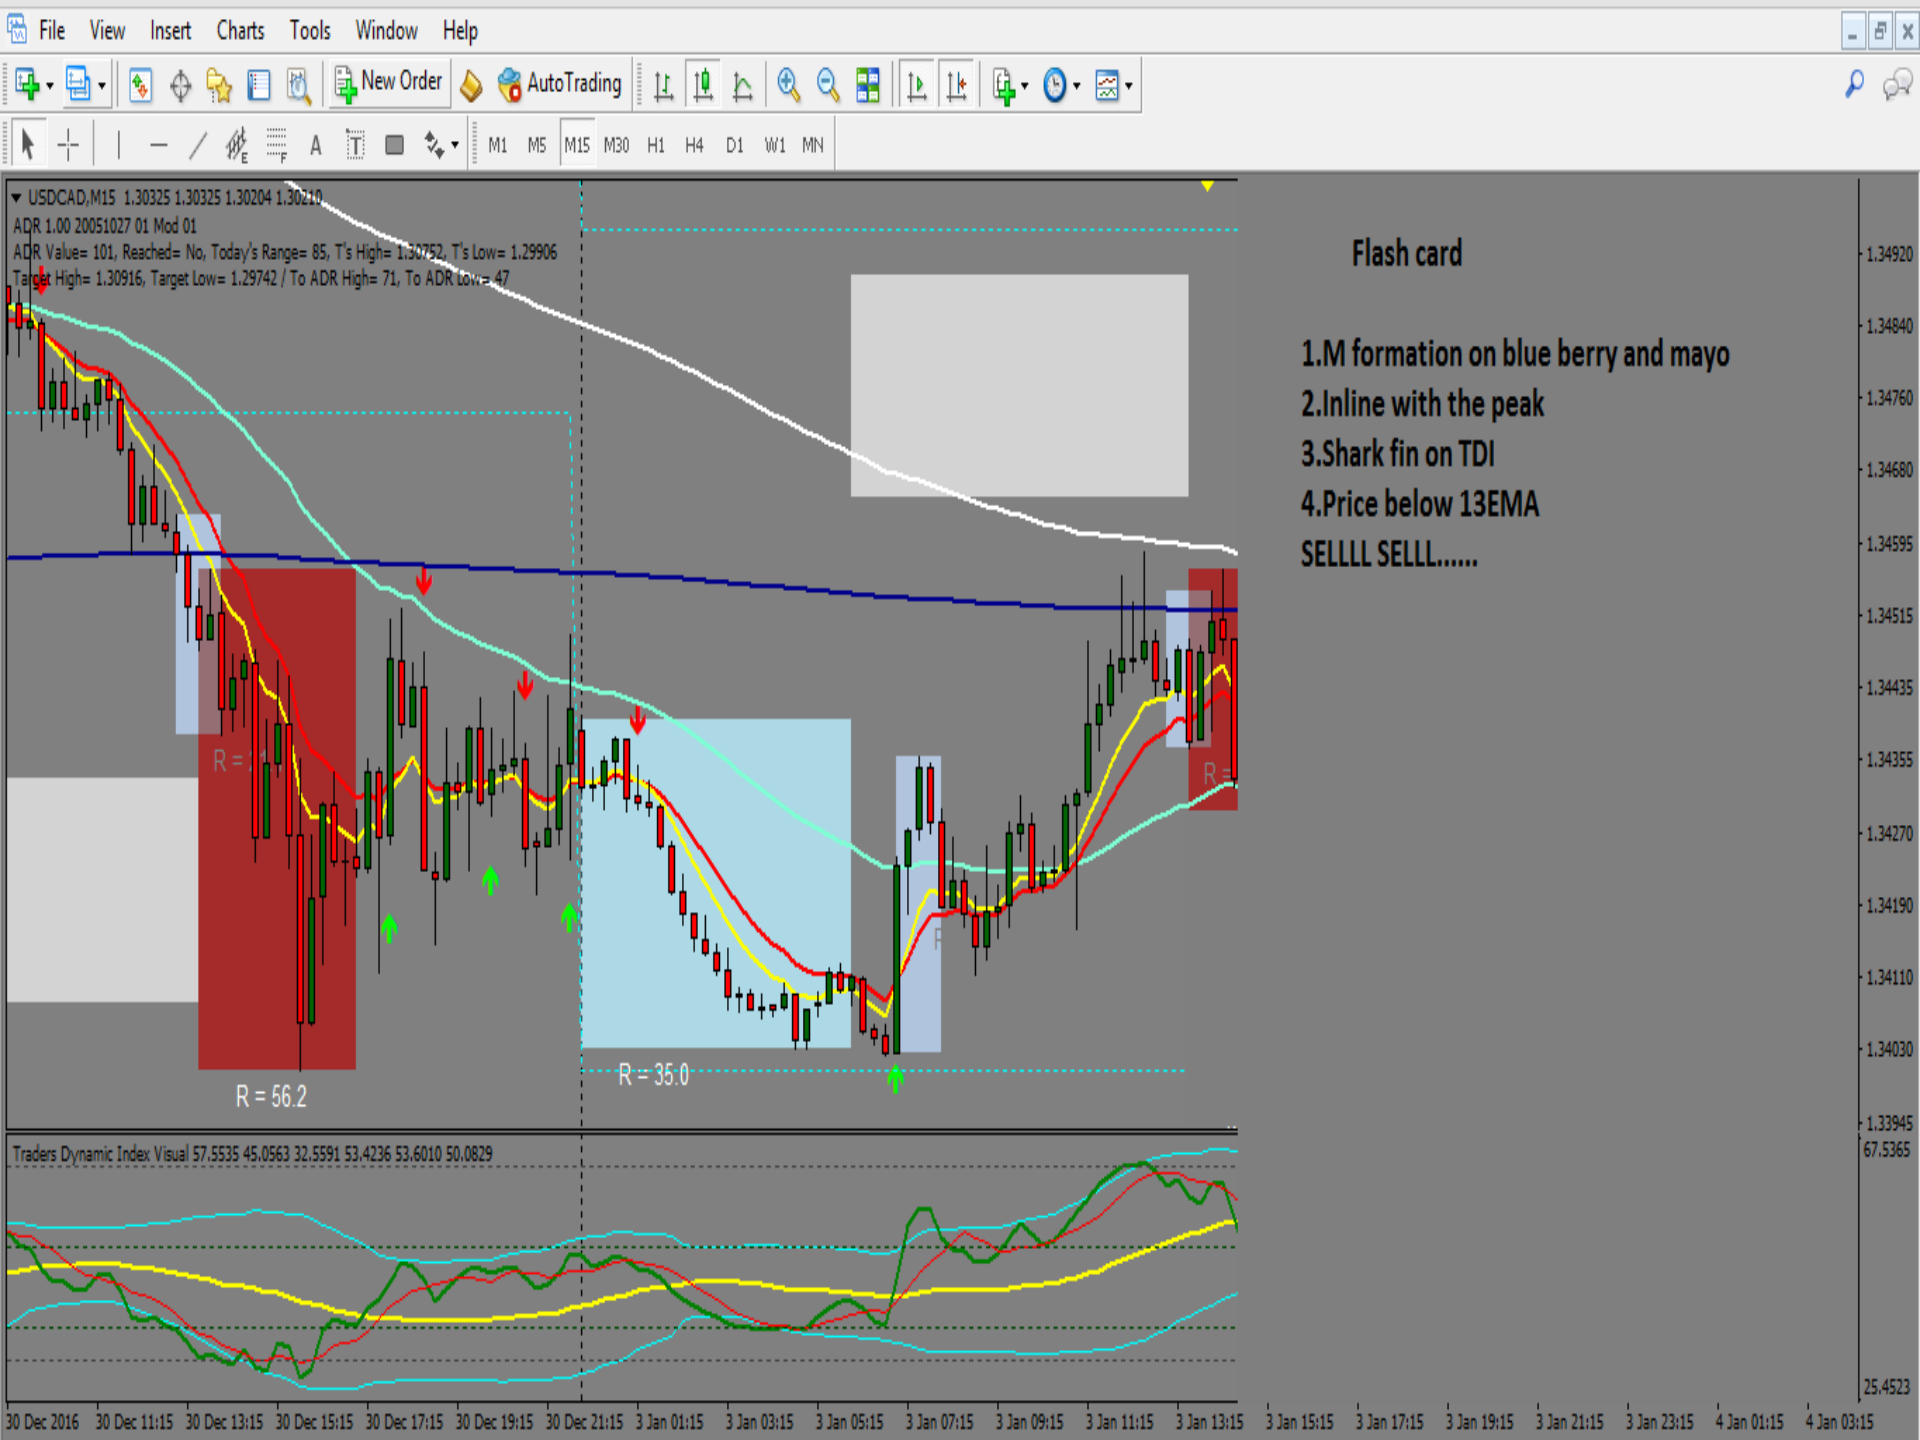 File View Insert Charts Tools Window Help
New Order AutoTrading
E F A T M1 M5 M15 M30 H1 H4 D1 W1 MN
USDCAD,M15 1.30325 1.30325 1.30204 1.30210
ADR 1.00 20051027 01 Mod 01
ADR Value= 101, Reached= No, Today's Range= 85, T's High= 1.30752, T's Low= 1.29906
Target High= 1.30916, Target Low= 1.29742 / To ADR High= 71, To ADR Low= 47
Flash card
1.M formation on blue berry and mayo
2.Inline with the peak
3.Shark fin on TDI
4.Price below 13EMA
SELLLL SELLL......
1.34920
1.34840
1.34760
1.34680
1.34595
1.34515
1.34435
1.34355
1.34270
1.34190
1.34110
1.34030
1.33945
R =
R =
R = 35.0
R = 56.2
Traders Dynamic Index Visual 57.5535 45.0563 32.5591 53.4236 53.6010 50.0829
67.5365
25.4523
30 Dec 2016 30 Dec 11:15 30 Dec 13:15 30 Dec 15:15 30 Dec 17:15 30 Dec 19:15 30 Dec 21:15 3 Jan 01:15 3 Jan 03:15 3 Jan 05:15 3 Jan 07:15 3 Jan 09:15 3 Jan 11:15 3 Jan 13:15 3 Jan 15:15 3 Jan 17:15 3 Jan 19:15 3 Jan 21:15 3 Jan 23:15 4 Jan 01:15 4 Jan 03:15